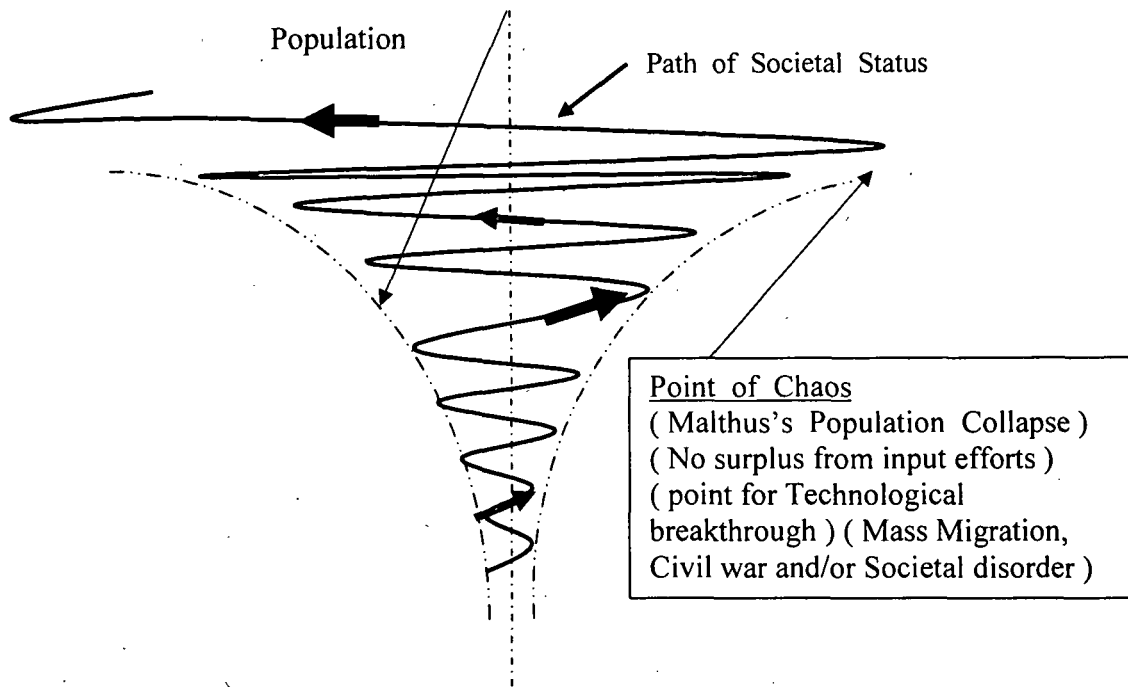 Population
Path of Societal Status
Point of Chaos
( Malthus's Population Collapse )
( No surplus from input efforts )
( point for Technological
breakthrough ) ( Mass Migration,
Civil war and/or Societal disorder )